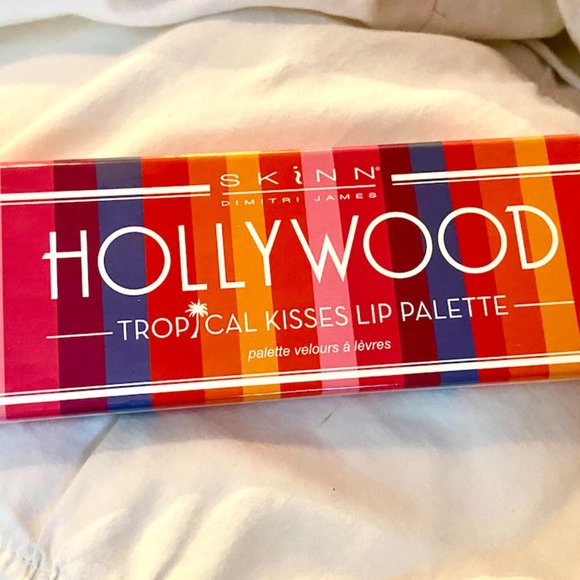 SKiNN®
DIMITRI JAMES
HOLLYWOOD
TROPICAL KISSES LIP PALETTE
palette velours à lèvres